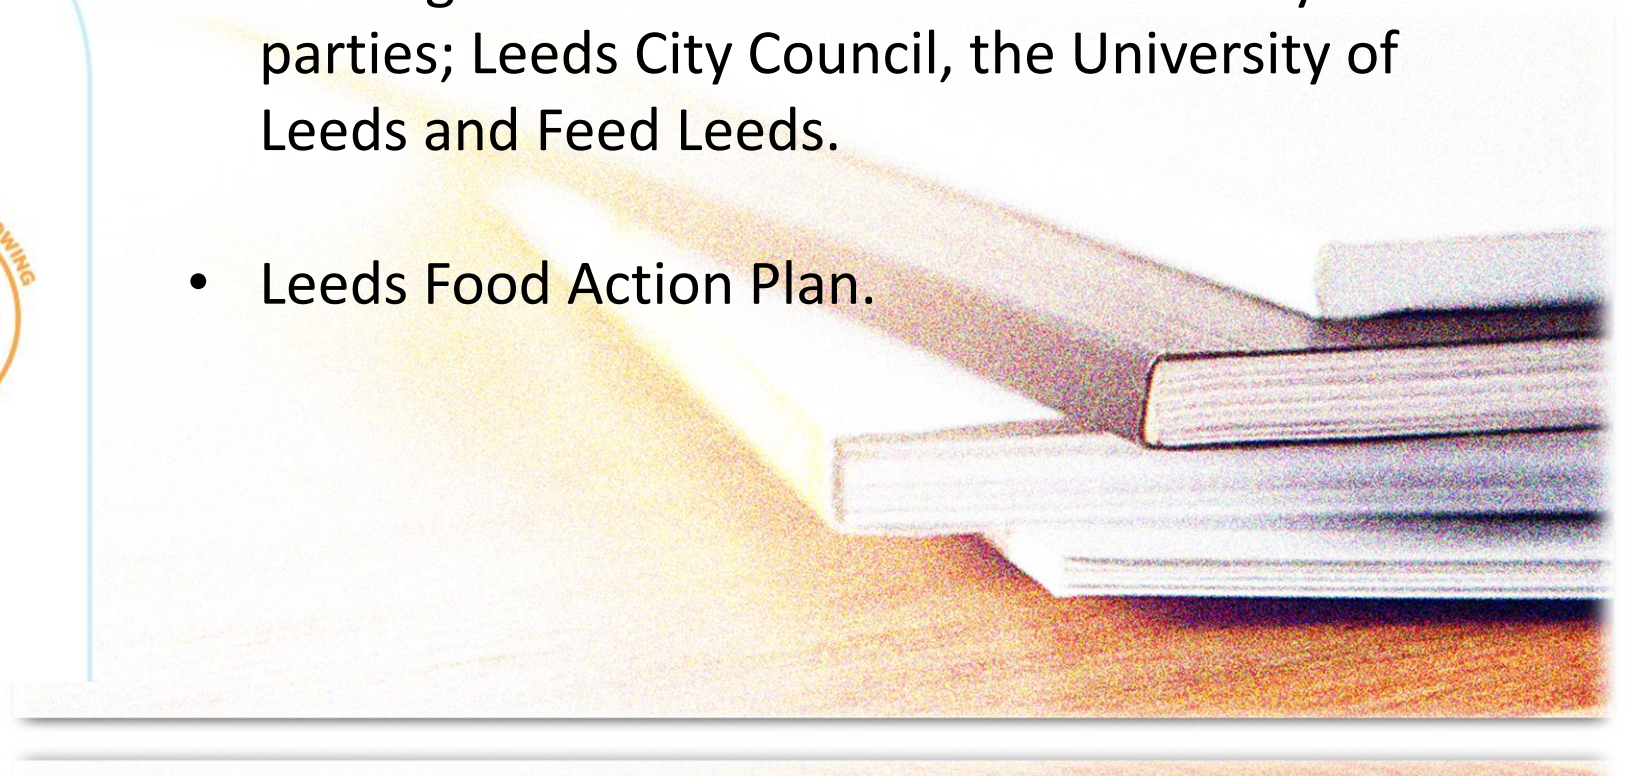 parties; Leeds City Council, the University of
Leeds and Feed Leeds.
• Leeds Food Action Plan.